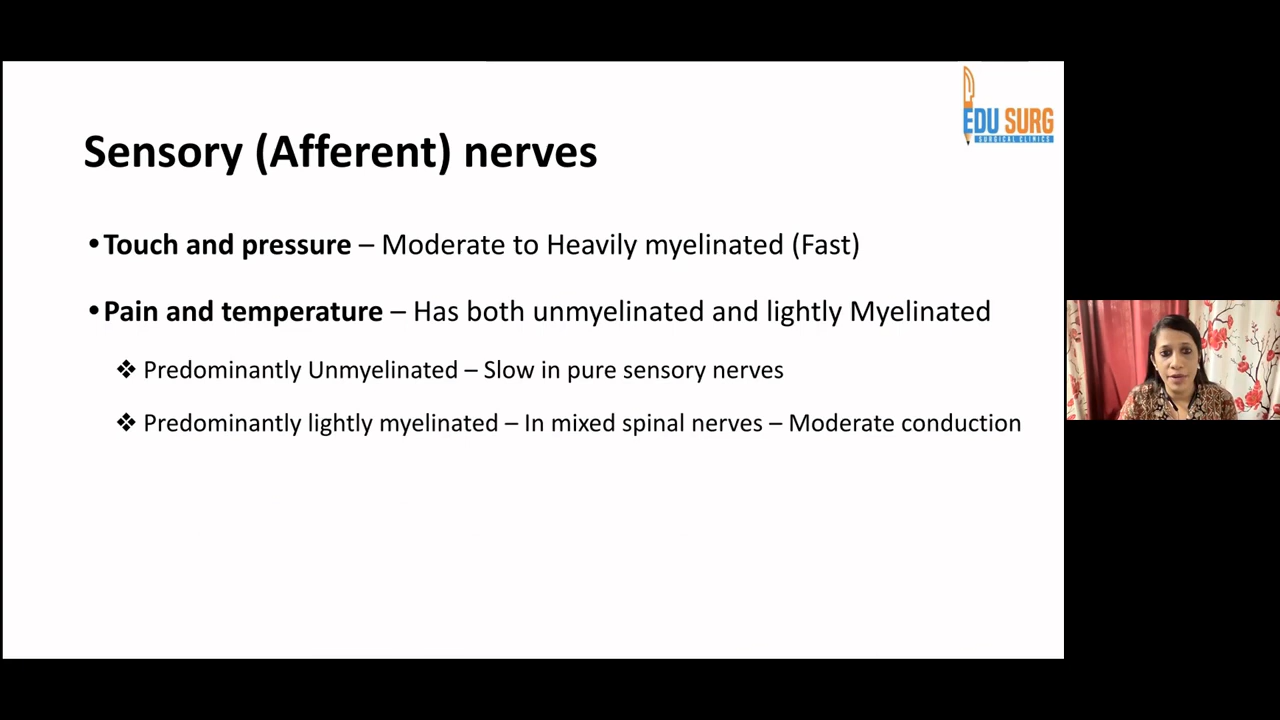 EDU SURG
SURGICAL CLINICS
Sensory (Afferent) nerves
•Touch and pressure – Moderate to Heavily myelinated (Fast)
•Pain and temperature – Has both unmyelinated and lightly Myelinated
❖ Predominantly Unmyelinated – Slow in pure sensory nerves
❖ Predominantly lightly myelinated – In mixed spinal nerves – Moderate conduction